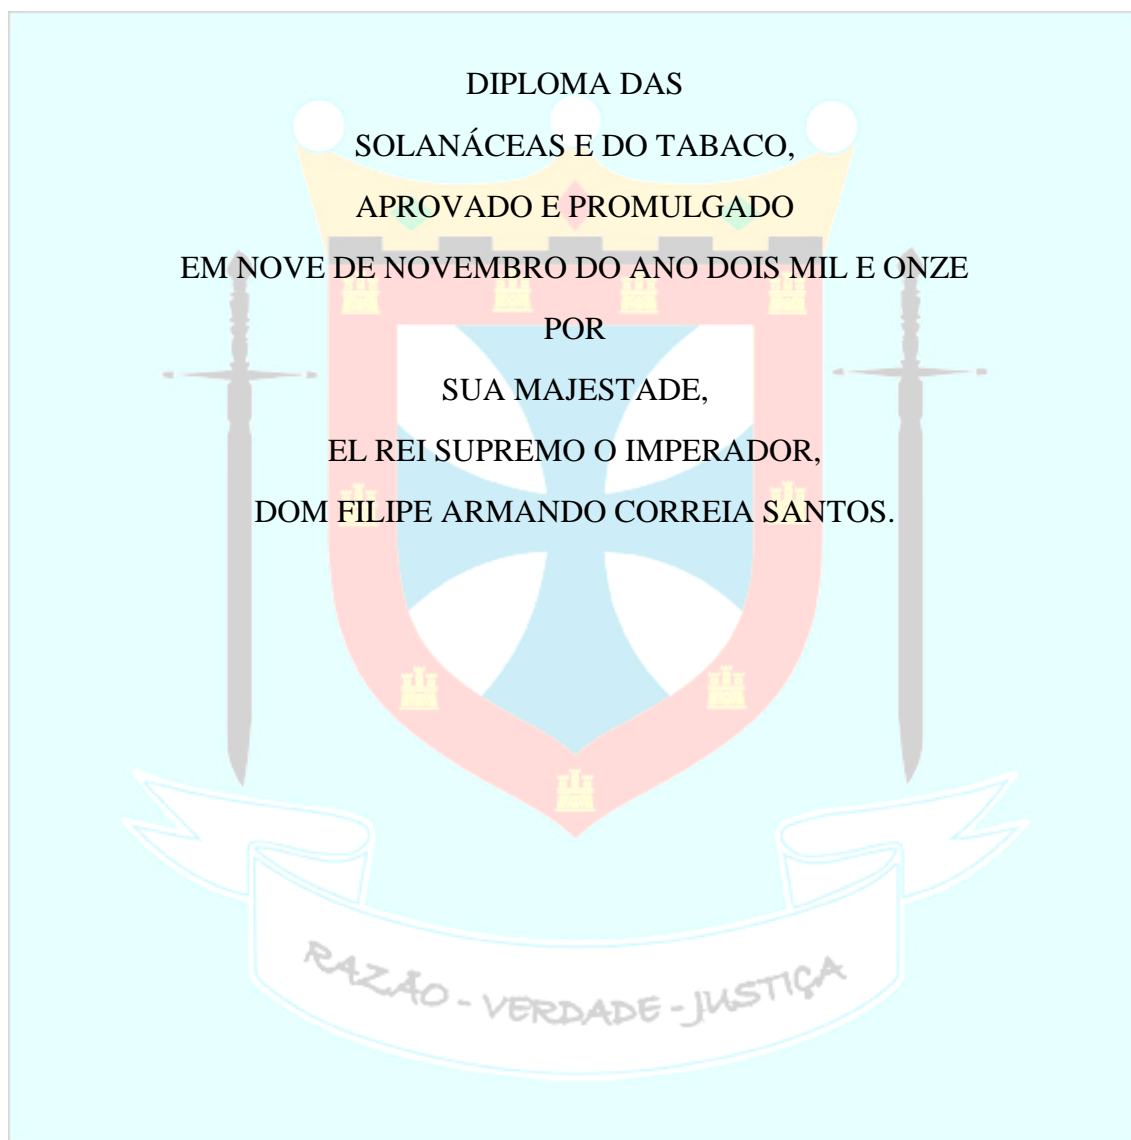 DIPLOMA DAS
SOLANÁCEAS E DO TABACO,
APROVADO E PROMULGADO
EM NOVE DE NOVEMBRO DO ANO DOIS MIL E ONZE
POR
SUA MAJESTADE,
EL REI SUPREMO O IMPERADOR,
DOM FILIPE ARMANDO CORREIA SANTOS.
RAZÃO - VERDADE - JUSTIÇA